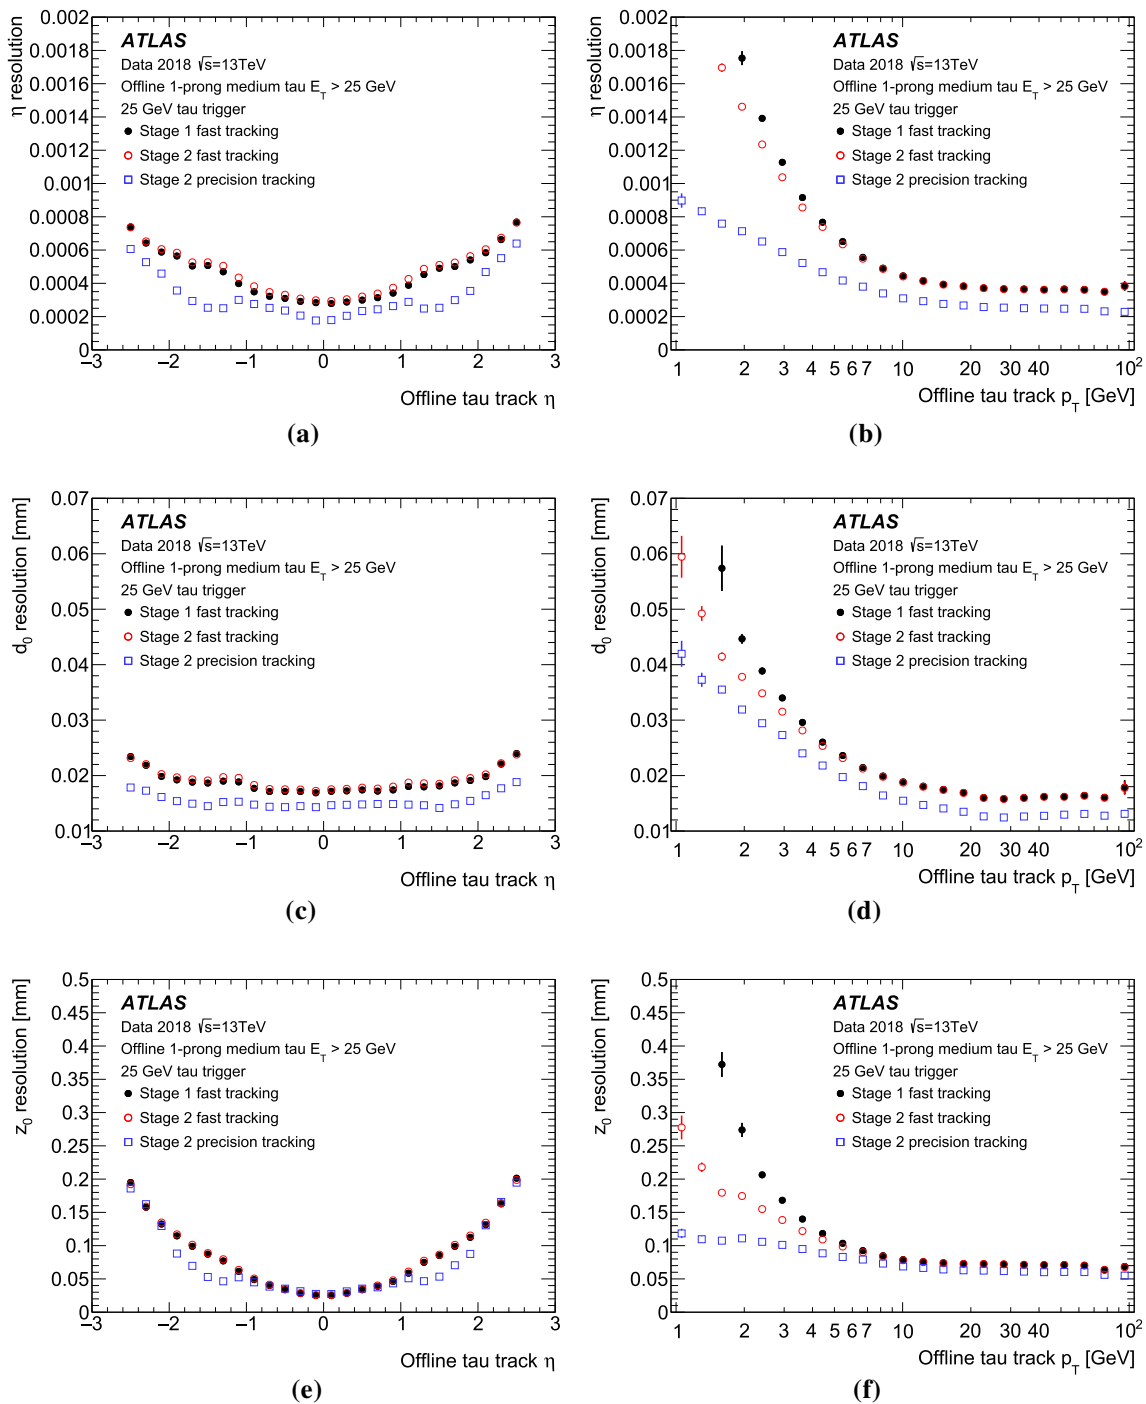 η resolution
0.002
0.0018
0.0016
0.0014
0.0012
0.001
0.0008
0.0006
0.0004
0.0002
0
ATLAS
Data 2018 √s=13TeV
Offline 1-prong medium tau E_T > 25 GeV
25 GeV tau trigger
Stage 1 fast tracking
Stage 2 fast tracking
Stage 2 precision tracking
−3 −2 −1 0 1 2 3
Offline tau track η
(a)
η resolution
0.002
0.0018
0.0016
0.0014
0.0012
0.001
0.0008
0.0006
0.0004
0.0002
0
ATLAS
Data 2018 √s=13TeV
Offline 1-prong medium tau E_T > 25 GeV
25 GeV tau trigger
Stage 1 fast tracking
Stage 2 fast tracking
Stage 2 precision tracking
1 2 3 4 5 6 7 10 20 30 40 10²
Offline tau track p_T [GeV]
(b)
d_0 resolution [mm]
0.07
0.06
0.05
0.04
0.03
0.02
0.01
ATLAS
Data 2018 √s=13TeV
Offline 1-prong medium tau E_T > 25 GeV
25 GeV tau trigger
Stage 1 fast tracking
Stage 2 fast tracking
Stage 2 precision tracking
−3 −2 −1 0 1 2 3
Offline tau track η
(c)
d_0 resolution [mm]
0.07
0.06
0.05
0.04
0.03
0.02
0.01
ATLAS
Data 2018 √s=13TeV
Offline 1-prong medium tau E_T > 25 GeV
25 GeV tau trigger
Stage 1 fast tracking
Stage 2 fast tracking
Stage 2 precision tracking
1 2 3 4 5 6 7 10 20 30 40 10²
Offline tau track p_T [GeV]
(d)
z_0 resolution [mm]
0.5
0.45
0.4
0.35
0.3
0.25
0.2
0.15
0.1
0.05
0
ATLAS
Data 2018 √s=13TeV
Offline 1-prong medium tau E_T > 25 GeV
25 GeV tau trigger
Stage 1 fast tracking
Stage 2 fast tracking
Stage 2 precision tracking
−3 −2 −1 0 1 2 3
Offline tau track η
(e)
z_0 resolution [mm]
0.5
0.45
0.4
0.35
0.3
0.25
0.2
0.15
0.1
0.05
0
ATLAS
Data 2018 √s=13TeV
Offline 1-prong medium tau E_T > 25 GeV
25 GeV tau trigger
Stage 1 fast tracking
Stage 2 fast tracking
Stage 2 precision tracking
1 2 3 4 5 6 7 10 20 30 40 10²
Offline tau track p_T [GeV]
(f)